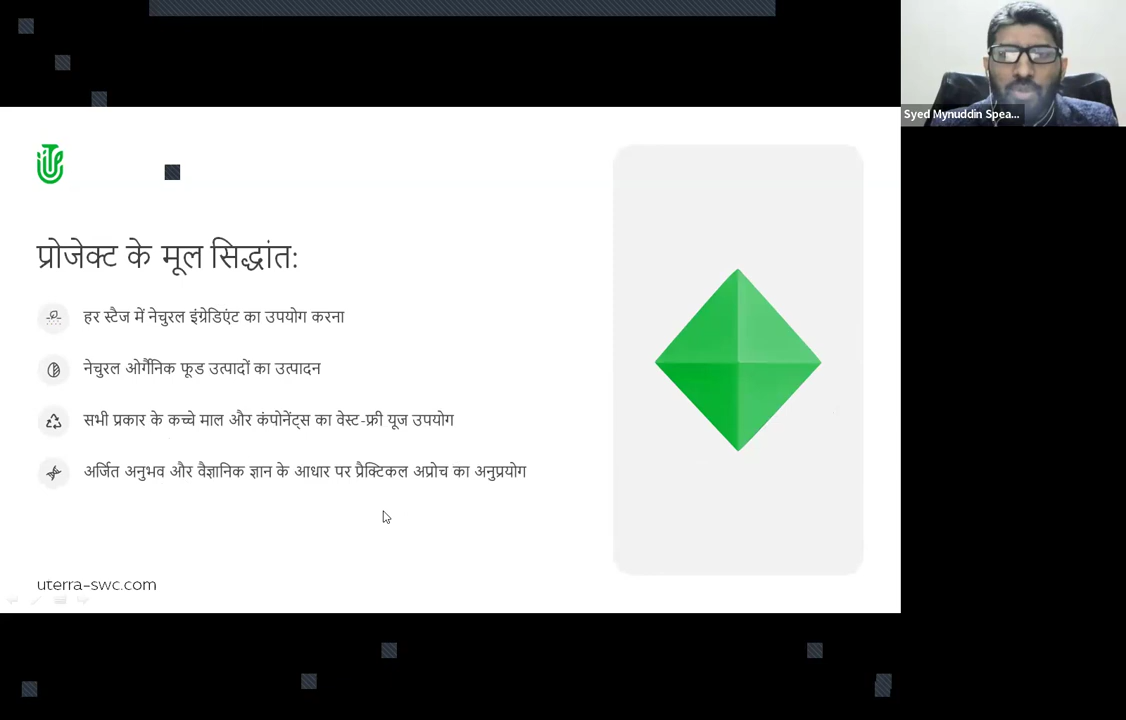 Syed Mynuddin Spea...
प्रोजेक्ट के मूल सिद्धांत:
हर स्टैज में नेचुरल इंग्रेडिएंट का उपयोग करना
नेचुरल ओर्गैनिक फूड उत्पादों का उत्पादन
सभी प्रकार के कच्चे माल और कंपोनेंट्स का वेस्ट-फ्री यूज उपयोग
अर्जित अनुभव और वैज्ञानिक ज्ञान के आधार पर प्रैक्टिकल अप्रोच का अनुप्रयोग
uterra-swc.com